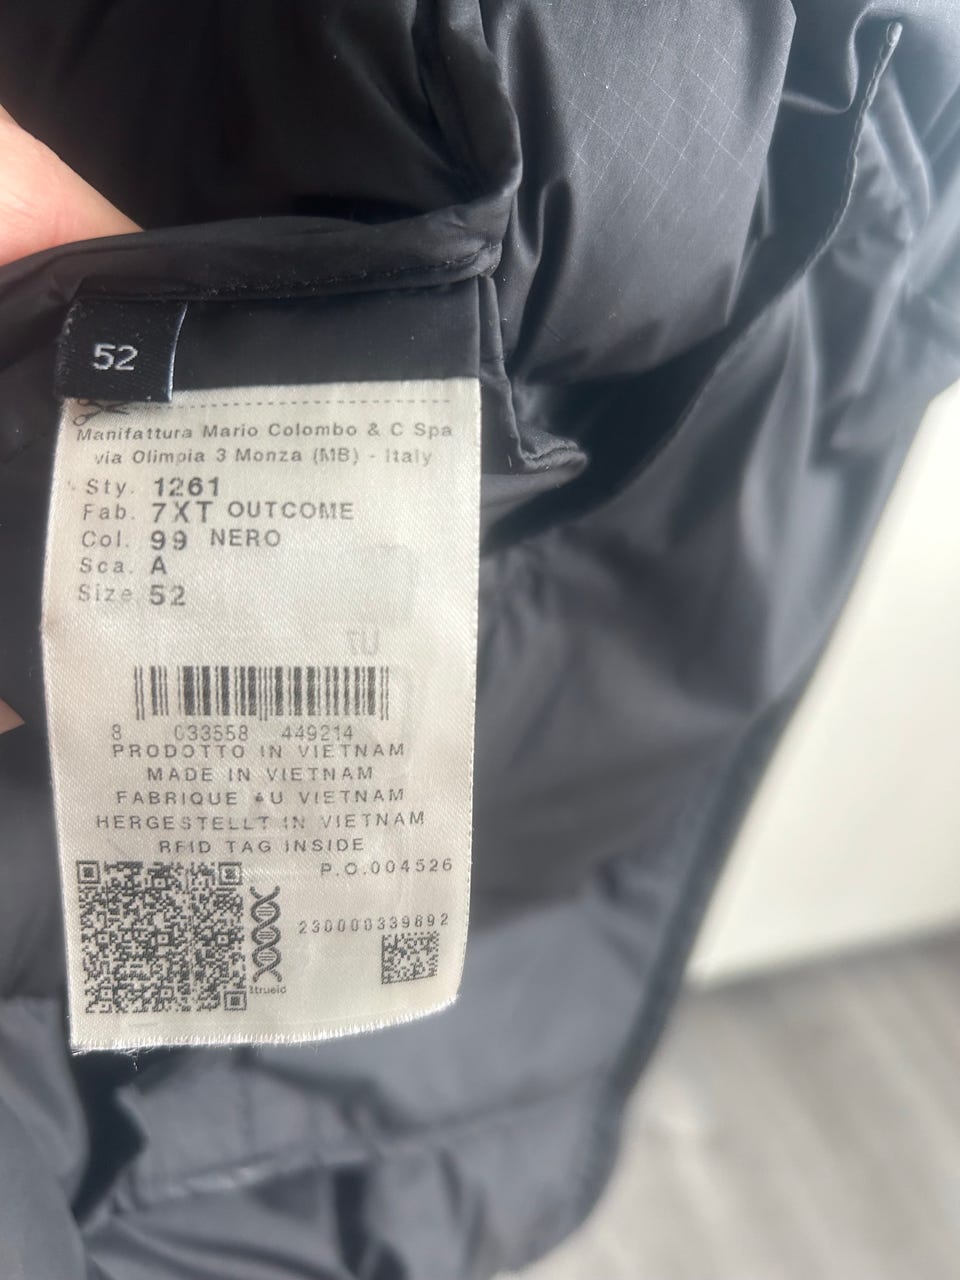 52
Manifattura Mario Colombo & C Spa
via Olimpia 3 Monza (MB) - Italy
Sty. 1261
Fab. 7XT OUTCOME
Col. 99 NERO
Sca. A
Size 52
8 033558 449214
PRODOTTO IN VIETNAM
MADE IN VIETNAM
FABRIQUE AU VIETNAM
HERGESTELLT IN VIETNAM
RFID TAG INSIDE
P.O.004526
230000339892
1trueid